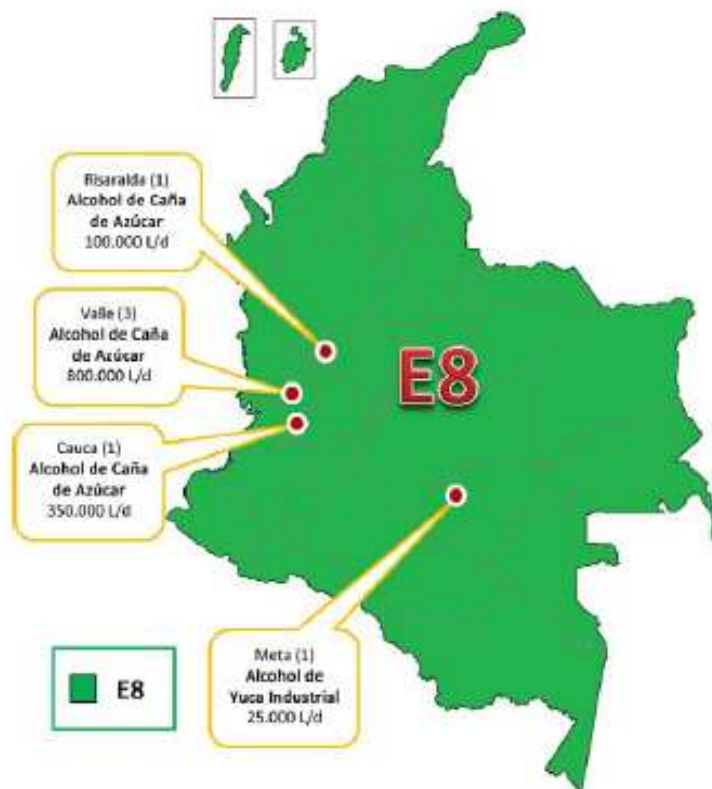 Risaralda (1)
Alcohol de Caña
de Azúcar
100.000 L/d
Valle (3)
Alcohol de Caña
de Azúcar
800.000 L/d
E8
Cauca (1)
Alcohol de Caña
de Azúcar
350.000 L/d
Meta (1)
Alcohol de
Yuca Industrial
25.000 L/d
E8